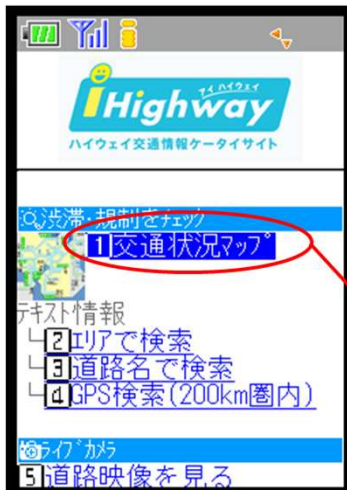 アイハイウェイ
iHighway
ハイウェイ交通情報ケータイサイト
渋滞・規制をチェック
1交通状況マップ
テキスト情報
2エリアで検索
3道路名で検索
4GPS検索(200km圏内)
ライブカメラ
5道路映像を見る